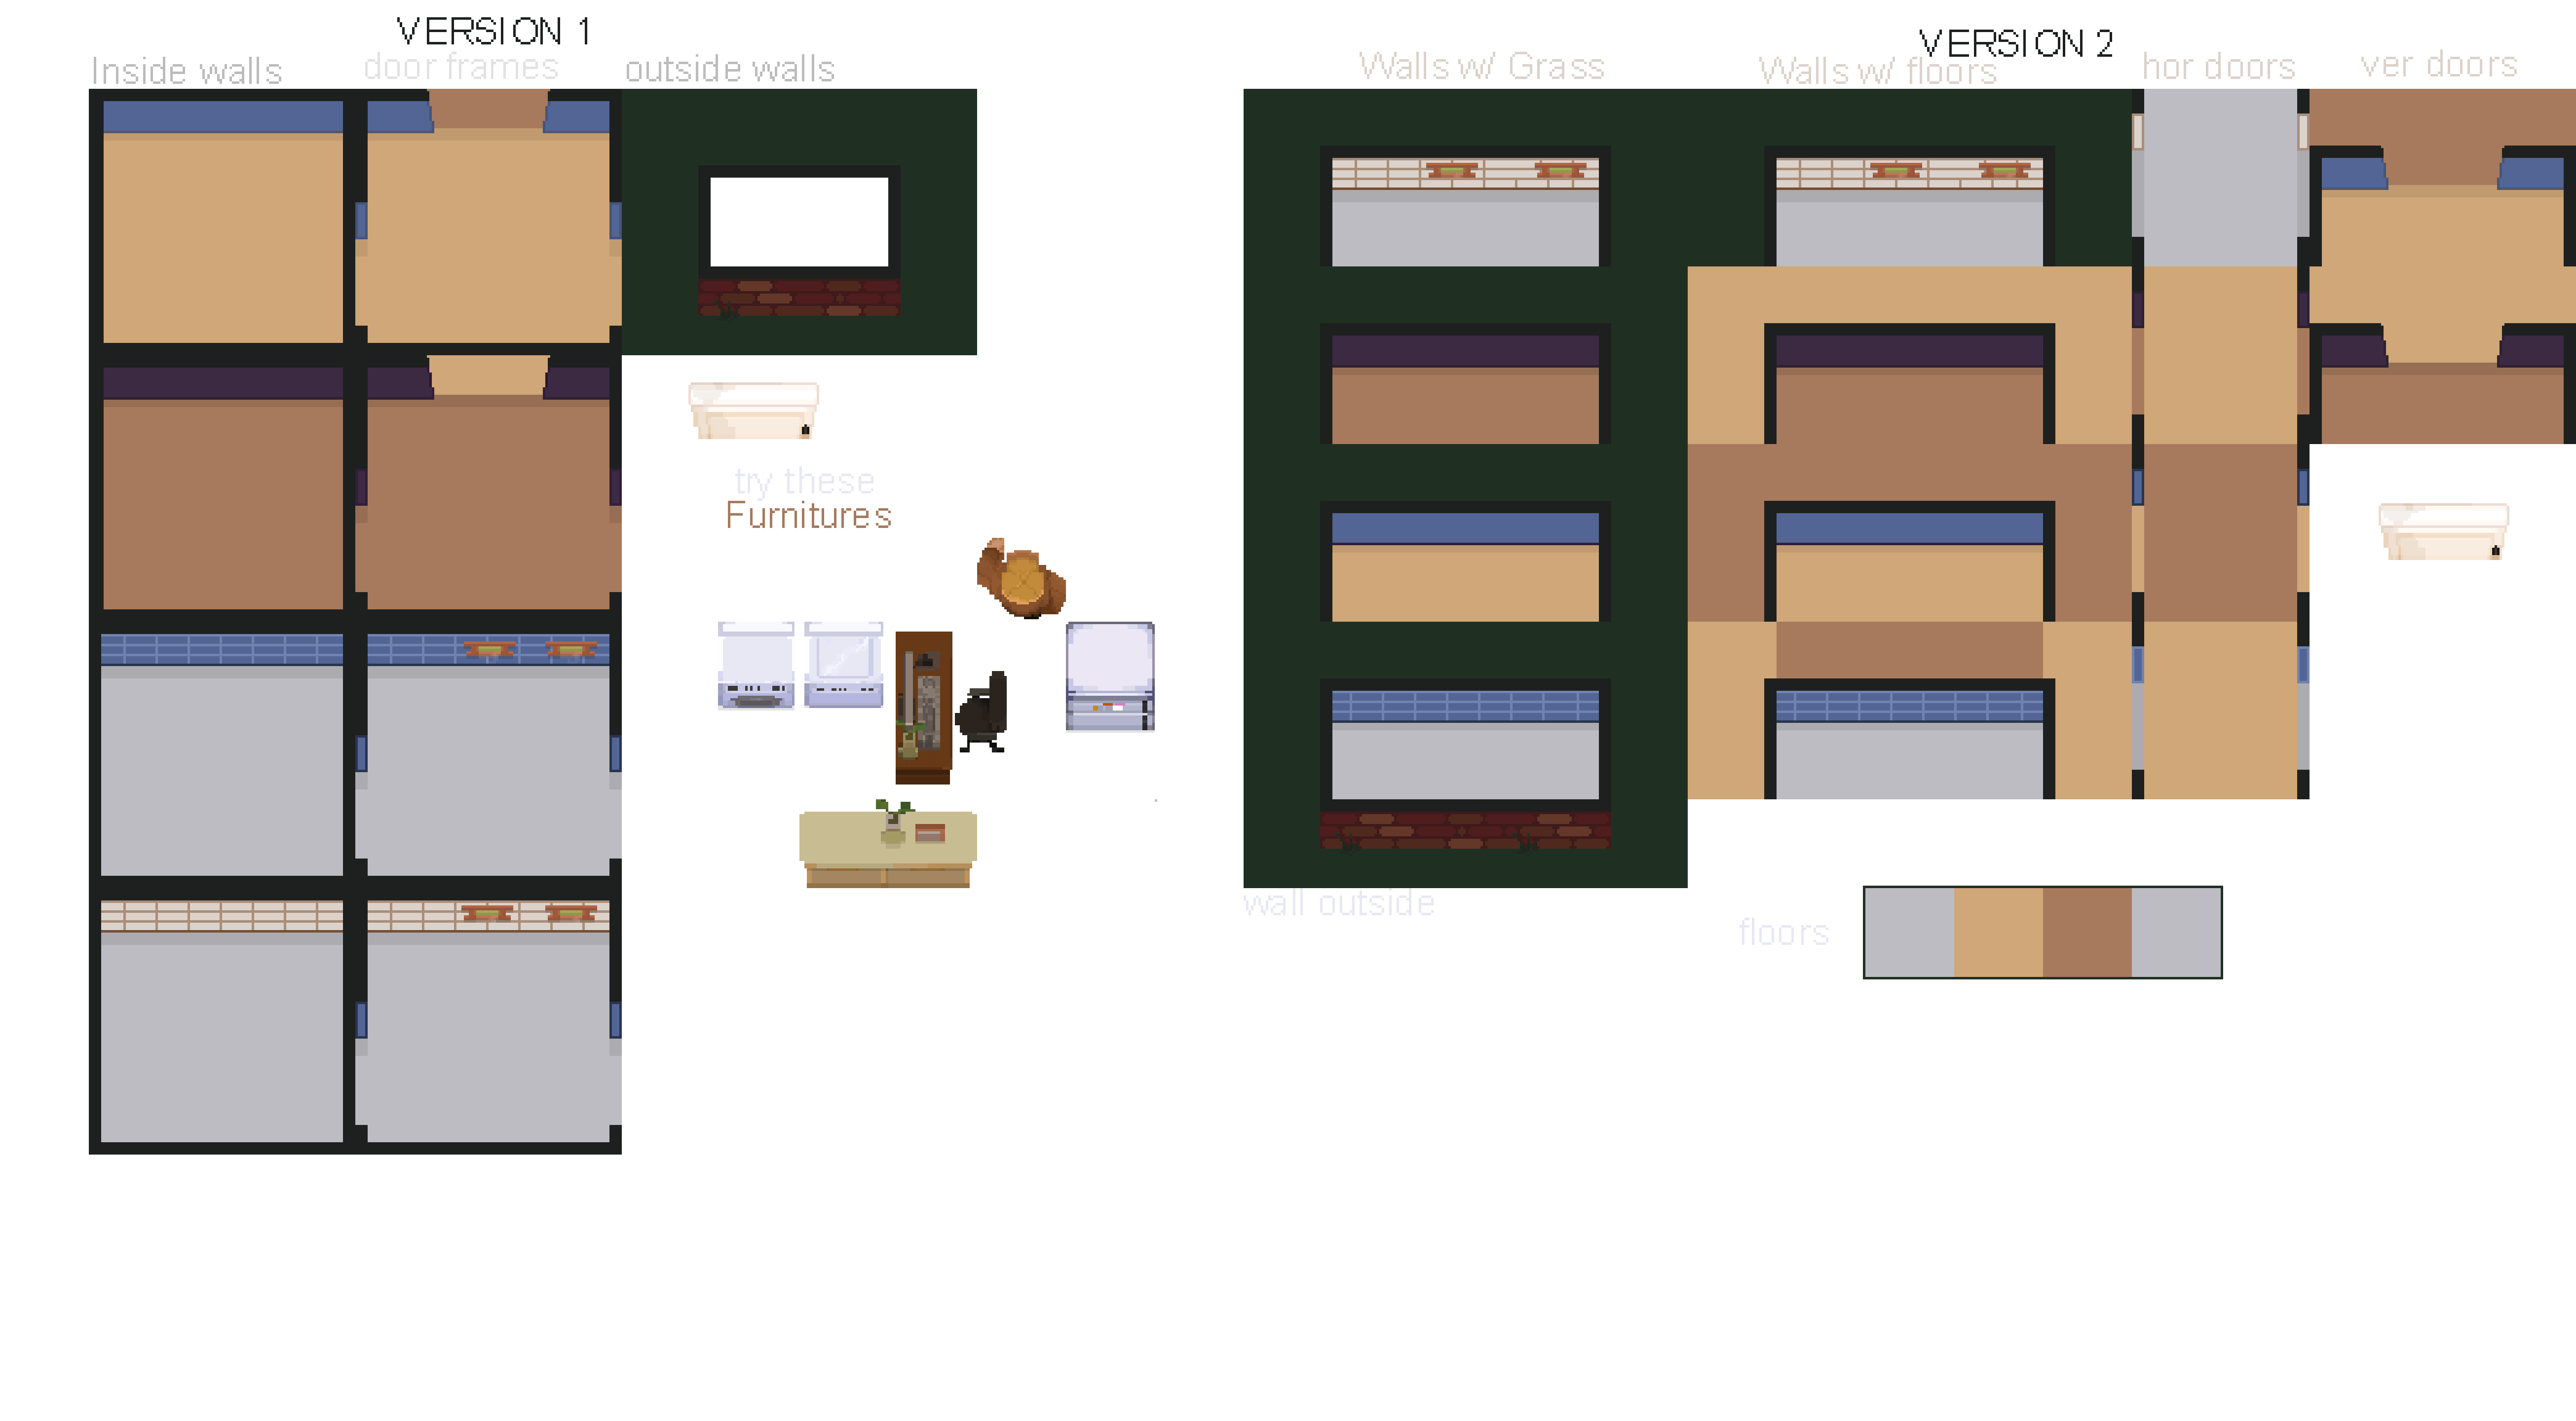 VERSION 1
Inside walls
door frames
outside walls
try these
Furnitures
VERSION 2
Walls w/ Grass
Walls w/ floors
hor doors
ver doors
wall outside
floors